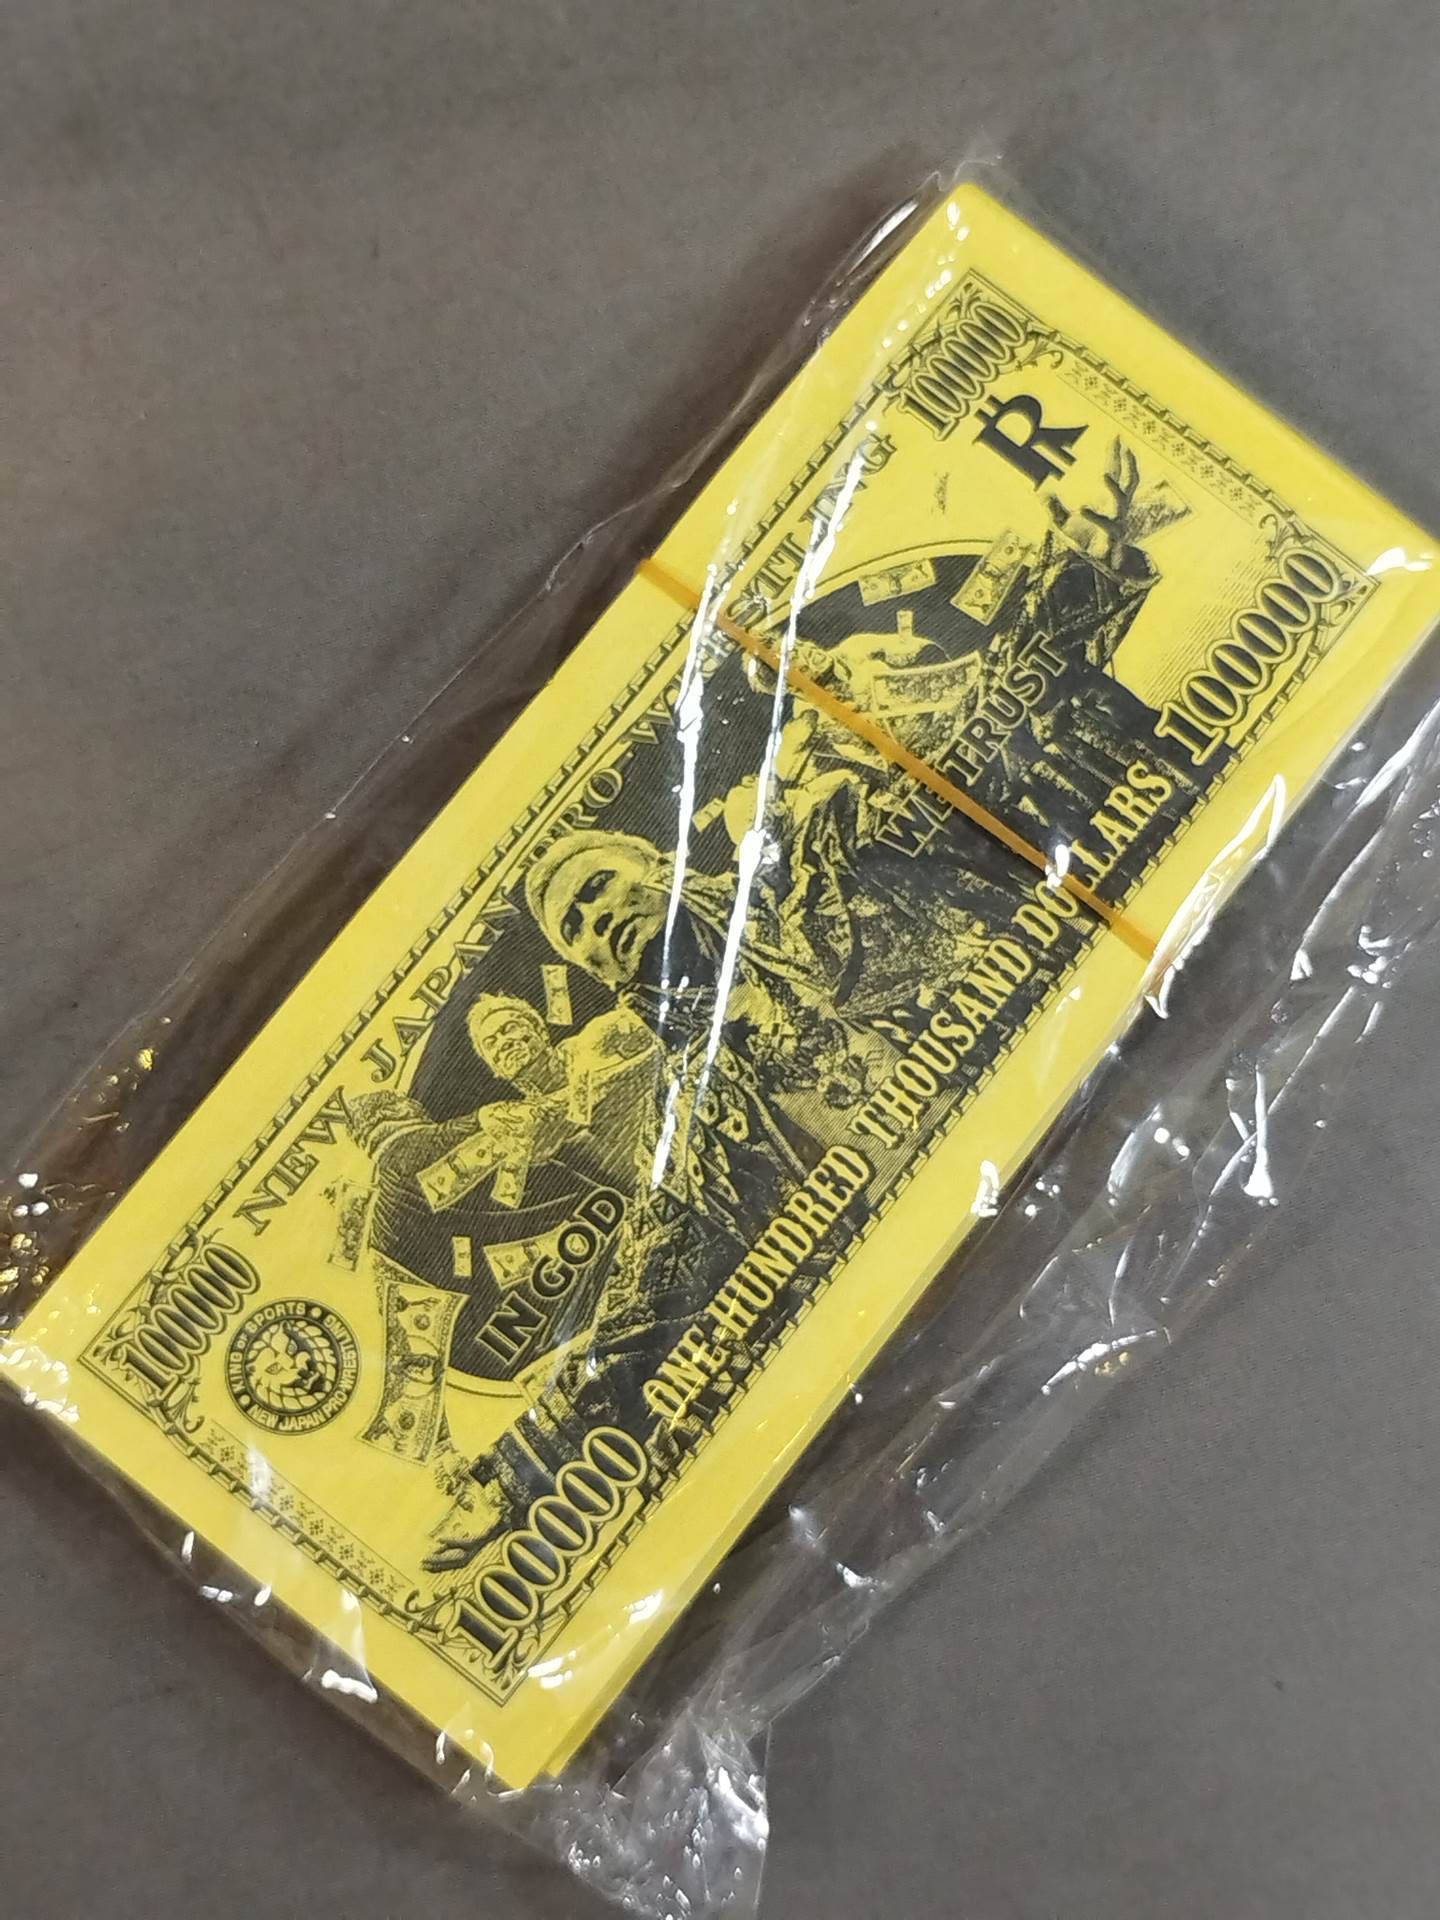 100000
NEW JAPAN PRO WRESTLING
100000
R
KING OF SPORTS • NEW JAPAN PRO-WRESTLING •
IN GOD
WE TRUST
100000
ONE HUNDRED THOUSAND DOLLARS
100000